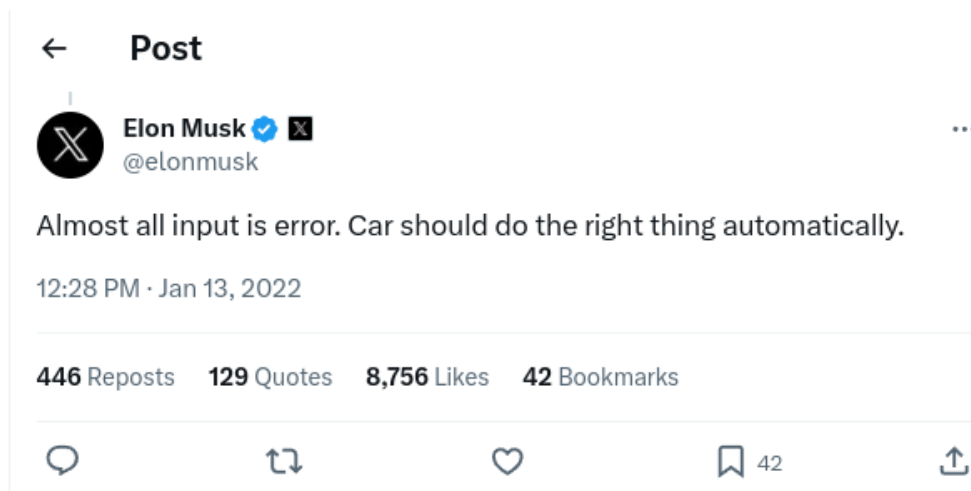 Post
Elon Musk
@elonmusk
Almost all input is error. Car should do the right thing automatically.
12:28 PM · Jan 13, 2022
446 Reposts 129 Quotes 8,756 Likes 42 Bookmarks
42